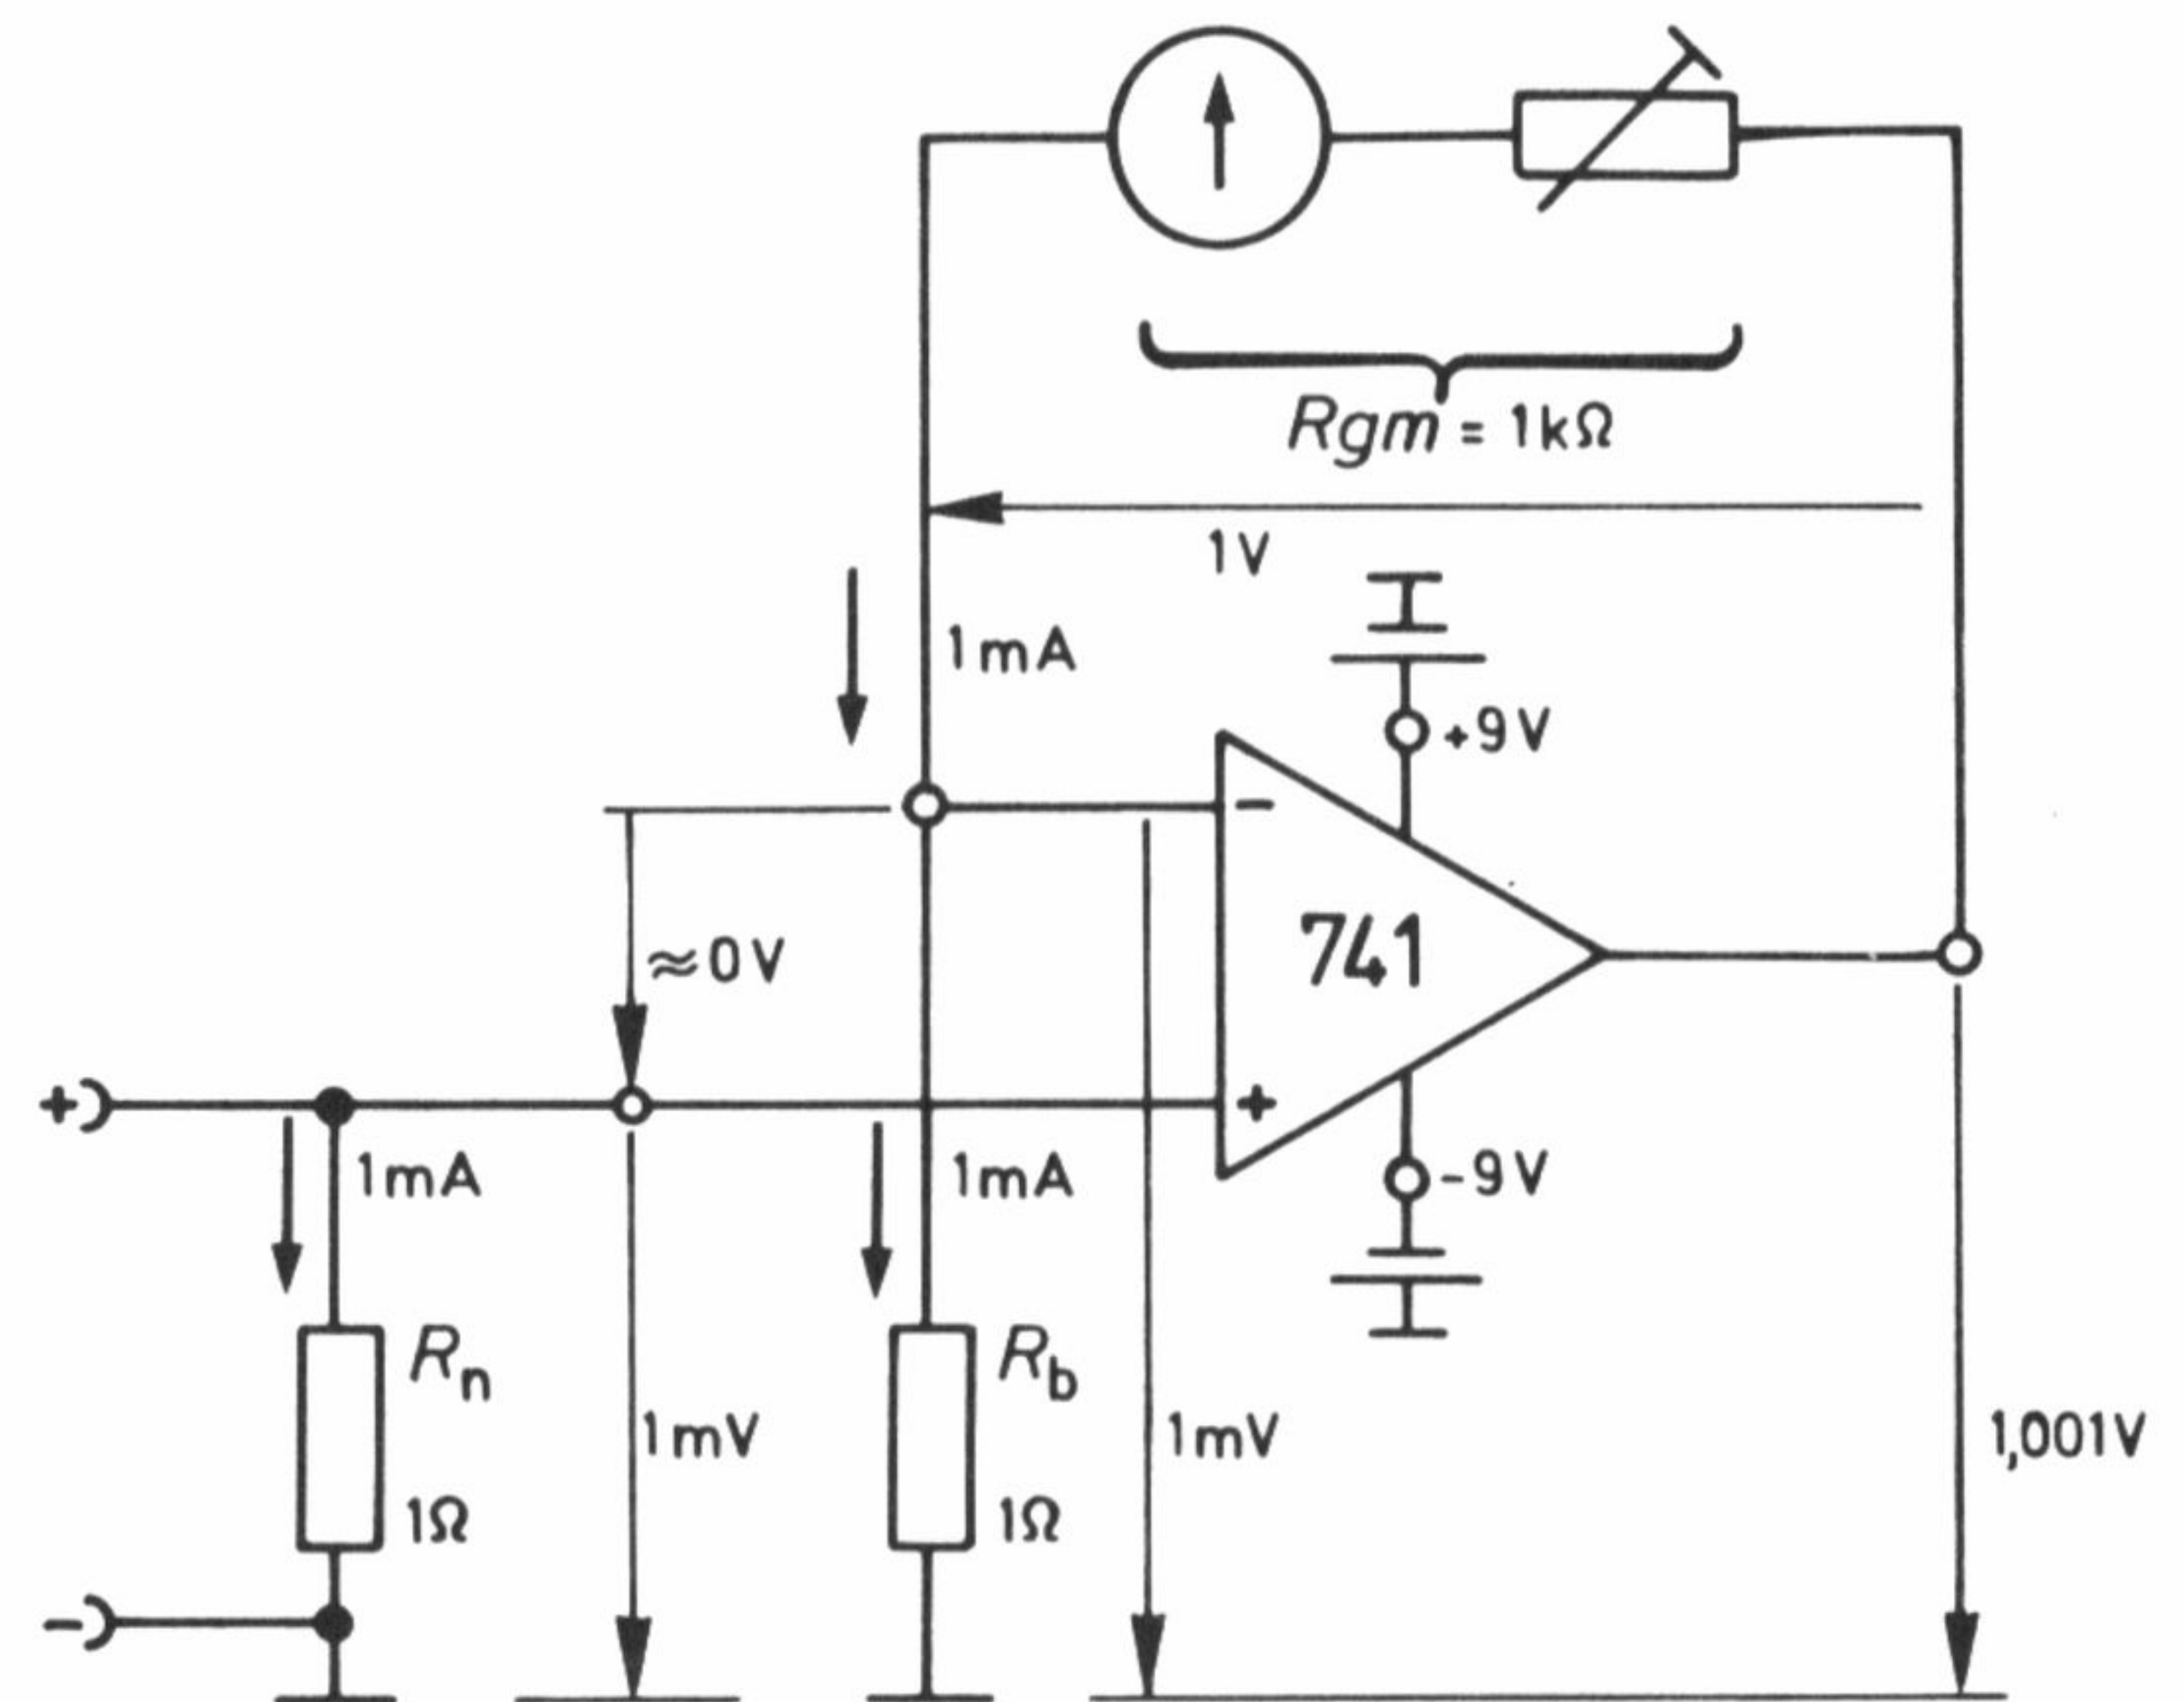 Rgm = 1kΩ
1V
1mA
+9V
−
741
≈0V
+
1mA
1mA
+
−9V
Rn
Rb
1mV
1mV
1,001V
1Ω
1Ω
−